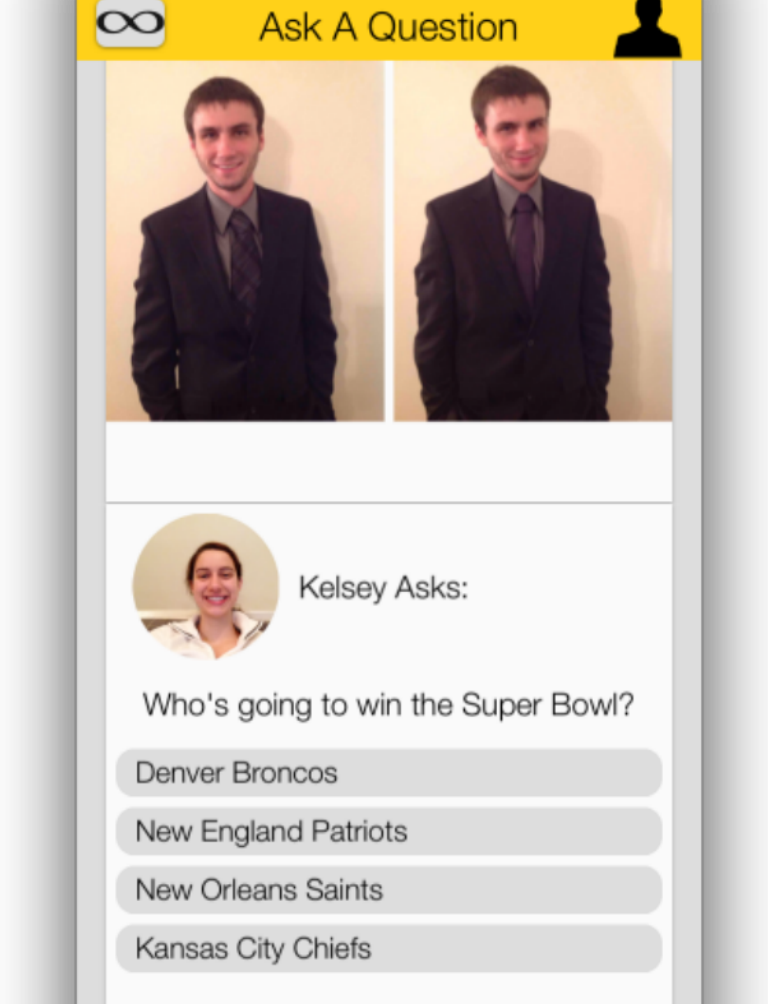 Ask A Question
Kelsey Asks:
Who's going to win the Super Bowl?
Denver Broncos
New England Patriots
New Orleans Saints
Kansas City Chiefs